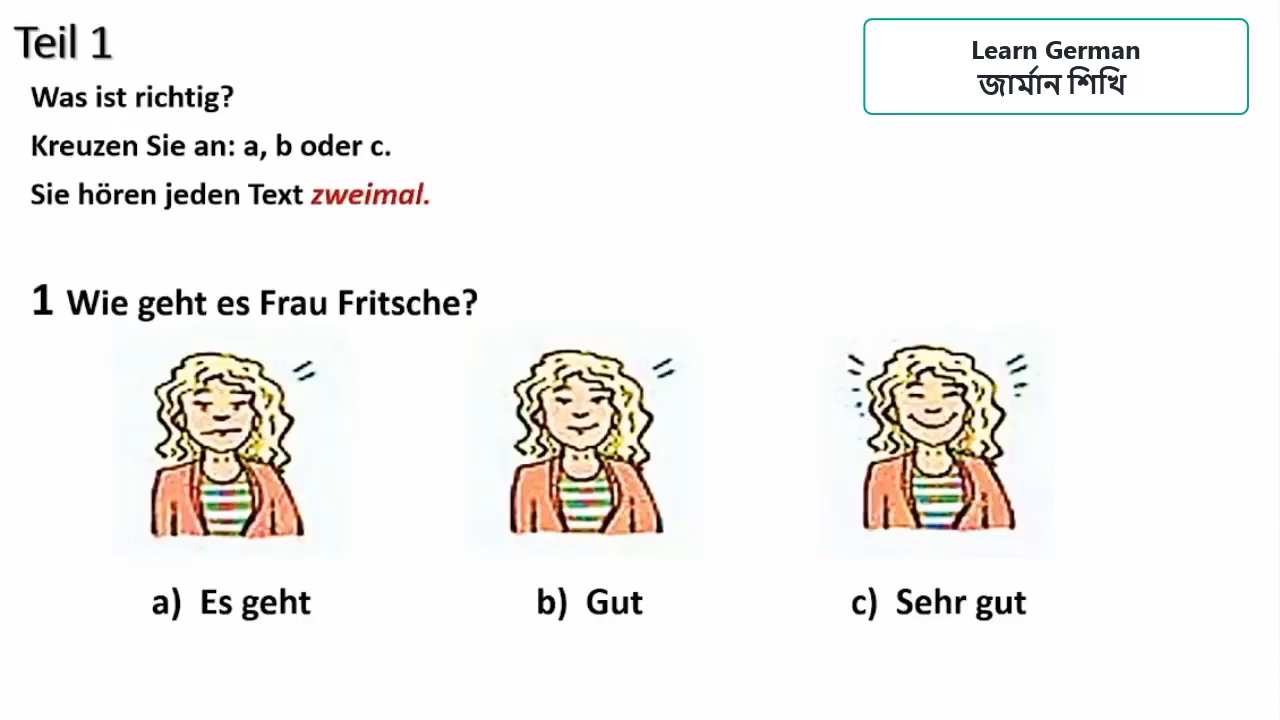 Teil 1
Learn German
জার্মান শিখি
Was ist richtig?
Kreuzen Sie an: a, b oder c.
Sie hören jeden Text zweimal.
1 Wie geht es Frau Fritsche?
a) Es geht
b) Gut
c) Sehr gut